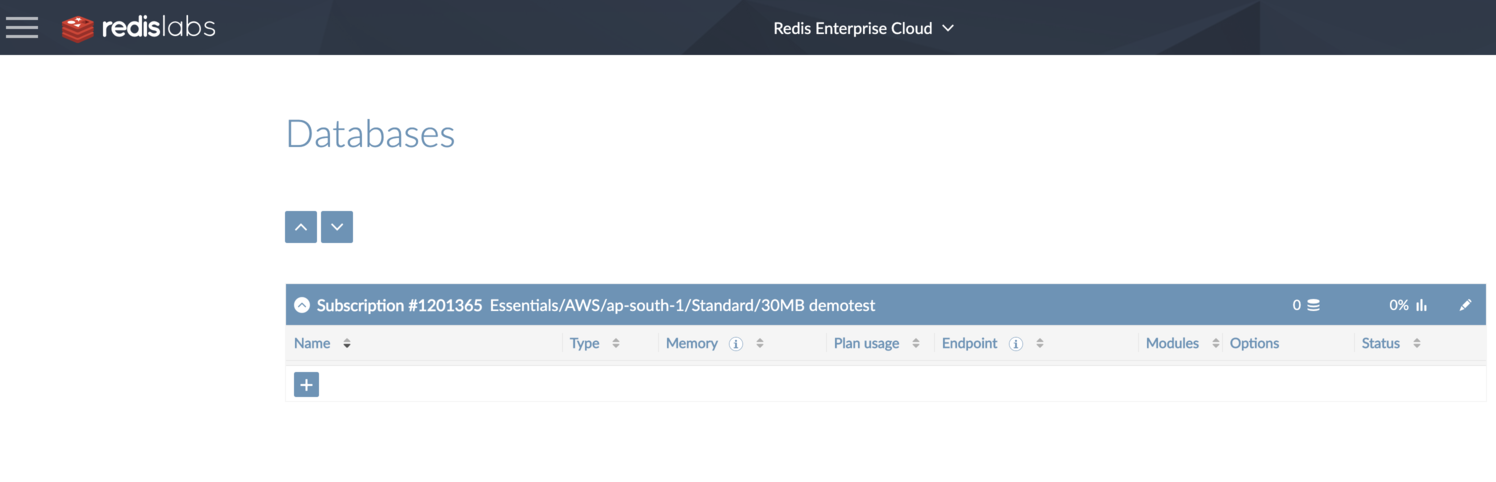 redislabs
Redis Enterprise Cloud
Databases
Subscription #1201365 Essentials/AWS/ap-south-1/Standard/30MB demotest 0 0%
Name Type Memory Plan usage Endpoint Modules Options Status